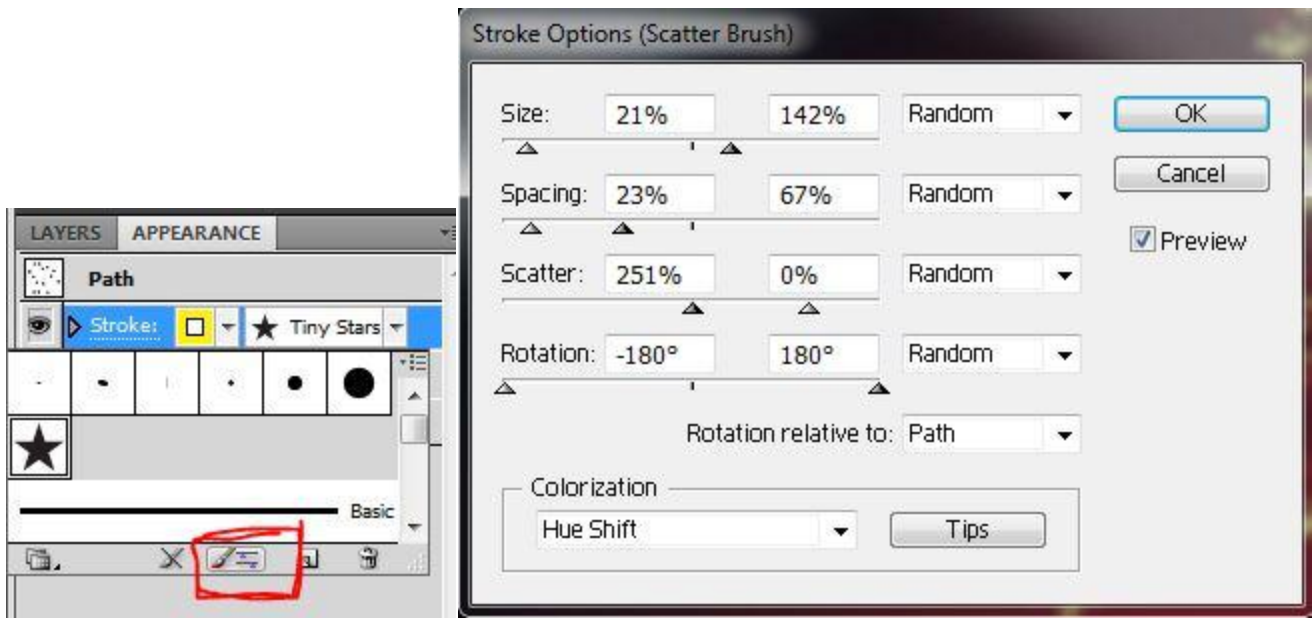 LAYERS APPEARANCE
Path
Stroke: Tiny Stars
Basic
Stroke Options (Scatter Brush)
Size: 21% 142% Random
OK
Spacing: 23% 67% Random
Cancel
Preview
Scatter: 251% 0% Random
Rotation: -180° 180° Random
Rotation relative to: Path
Colorization
Hue Shift
Tips